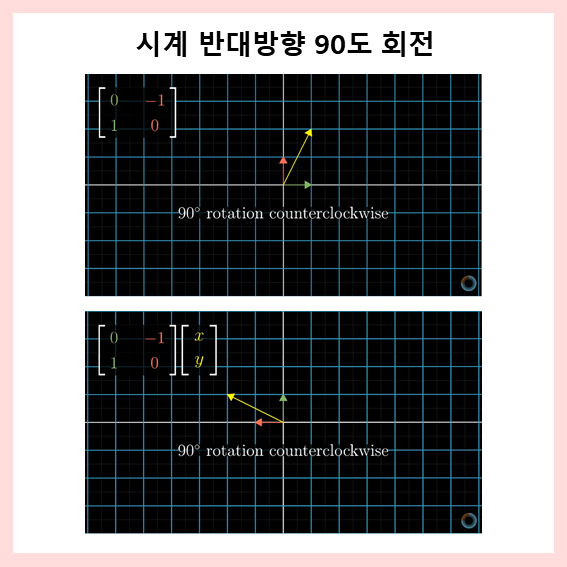 시계 반대방향 90도 회전
0 −1
1 0
90° rotation counterclockwise
0 −1 x
1 0 y
90° rotation counterclockwise